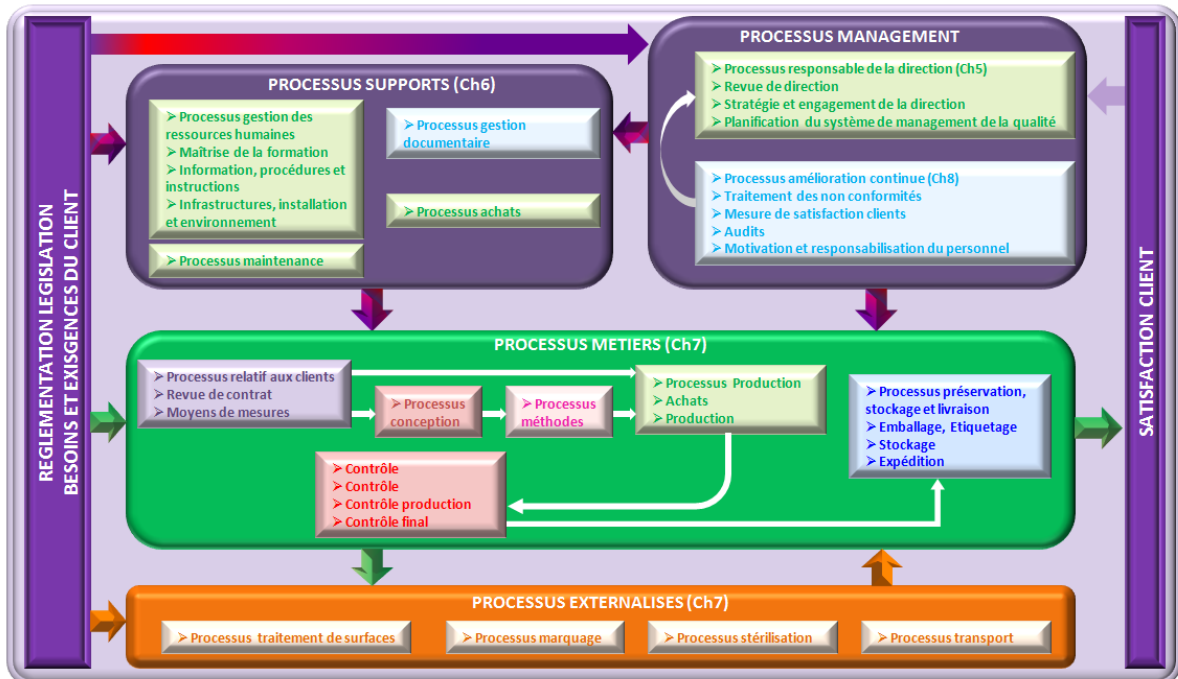 REGLEMENTATION LEGISLATION
BESOINS ET EXISGENCES DU CLIENT
PROCESSUS SUPPORTS (Ch6)
➢ Processus gestion des
ressources humaines
➢ Maîtrise de la formation
➢ Information, procédures et
instructions
➢ Infrastructures, installation
et environnement
➢ Processus maintenance
➢ Processus gestion
documentaire
➢ Processus achats
PROCESSUS MANAGEMENT
➢ Processus responsable de la direction (Ch5)
➢ Revue de direction
➢ Stratégie et engagement de la direction
➢ Planification du système de management de la qualité
➢ Processus amélioration continue (Ch8)
➢ Traitement des non conformités
➢ Mesure de satisfaction clients
➢ Audits
➢ Motivation et responsabilisation du personnel
PROCESSUS METIERS (Ch7)
➢ Processus relatif aux clients
➢ Revue de contrat
➢ Moyens de mesures
➢ Processus
conception
➢ Processus
méthodes
➢ Processus Production
➢ Achats
➢ Production
➢ Contrôle
➢ Contrôle
➢ Contrôle production
➢ Contrôle final
➢ Processus préservation,
stockage et livraison
➢ Emballage, Etiquetage
➢ Stockage
➢ Expédition
PROCESSUS EXTERNALISES (Ch7)
➢ Processus traitement de surfaces
➢ Processus marquage
➢ Processus stérilisation
➢ Processus transport
SATISFACTION CLIENT